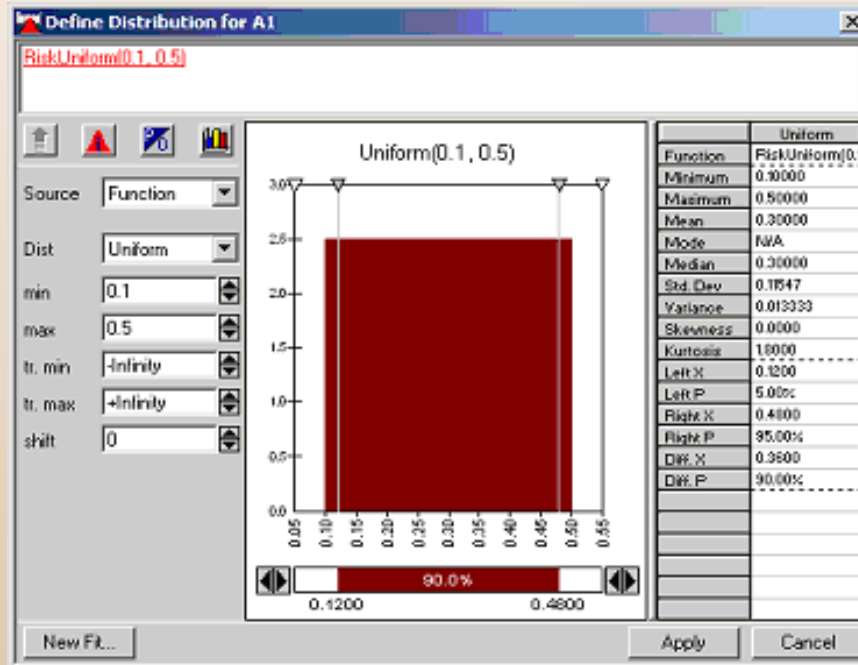 Define Distribution for A1
RiskUniform(0.1, 0.5)
Source Function
Dist Uniform
min 0.1
max 0.5
tr. min -Infinity
tr. max +Infinity
shift 0
Uniform(0.1, 0.5)
3.0
2.5
2.0
1.5
1.0
0.5
0.0
0.05 0.10 0.15 0.20 0.25 0.30 0.35 0.40 0.45 0.50 0.55
90.0%
0.1200 0.4800
Uniform
Function RiskUniform(0.
Minimum 0.10000
Maximum 0.50000
Mean 0.30000
Mode N/A
Median 0.30000
Std. Dev 0.11547
Variance 0.013333
Skewness 0.0000
Kurtosis 1.8000
Left X 0.1200
Left P 5.00%
Right X 0.4800
Right P 95.00%
Diff. X 0.3600
Diff. P 90.00%
New Fit...
Apply
Cancel